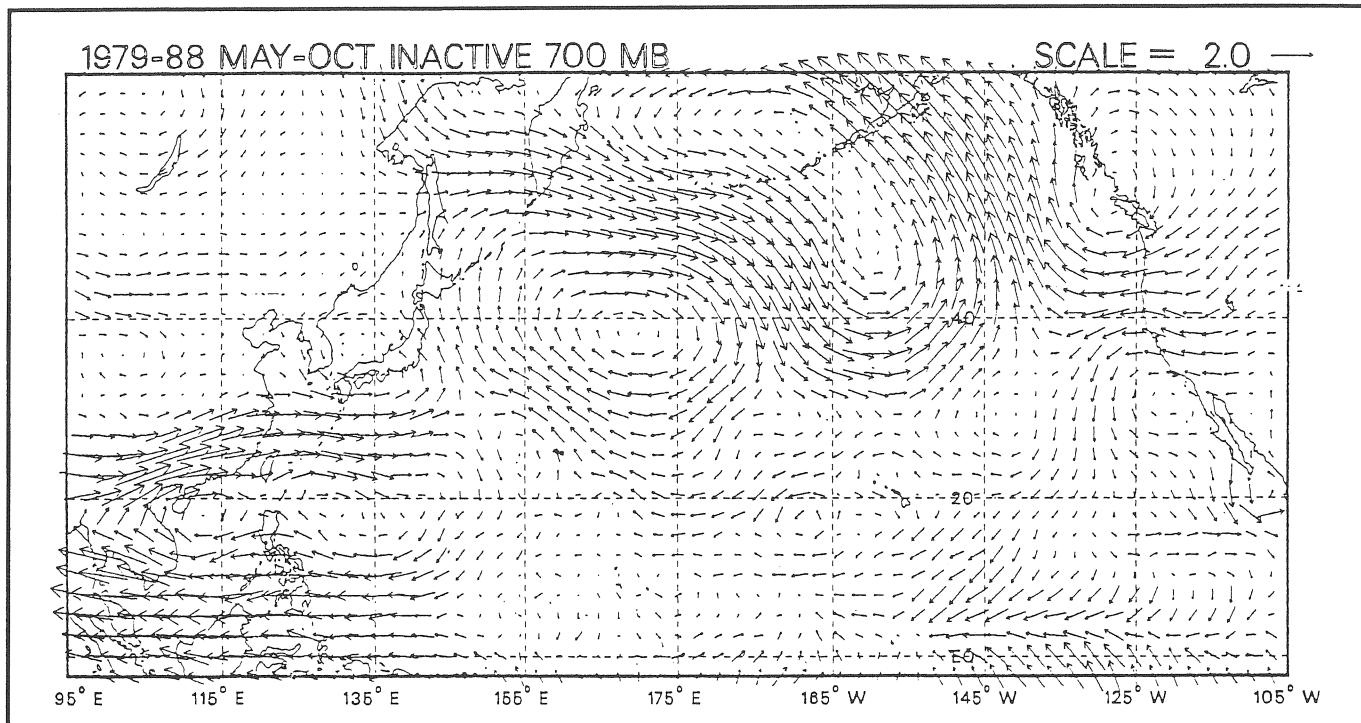 1979-88 MAY-OCT INACTIVE 700 MB SCALE = 2.0
40
20
EQ
95° E 115° E 135° E 155° E 175° E 165° W 145° W 125° W 105° W